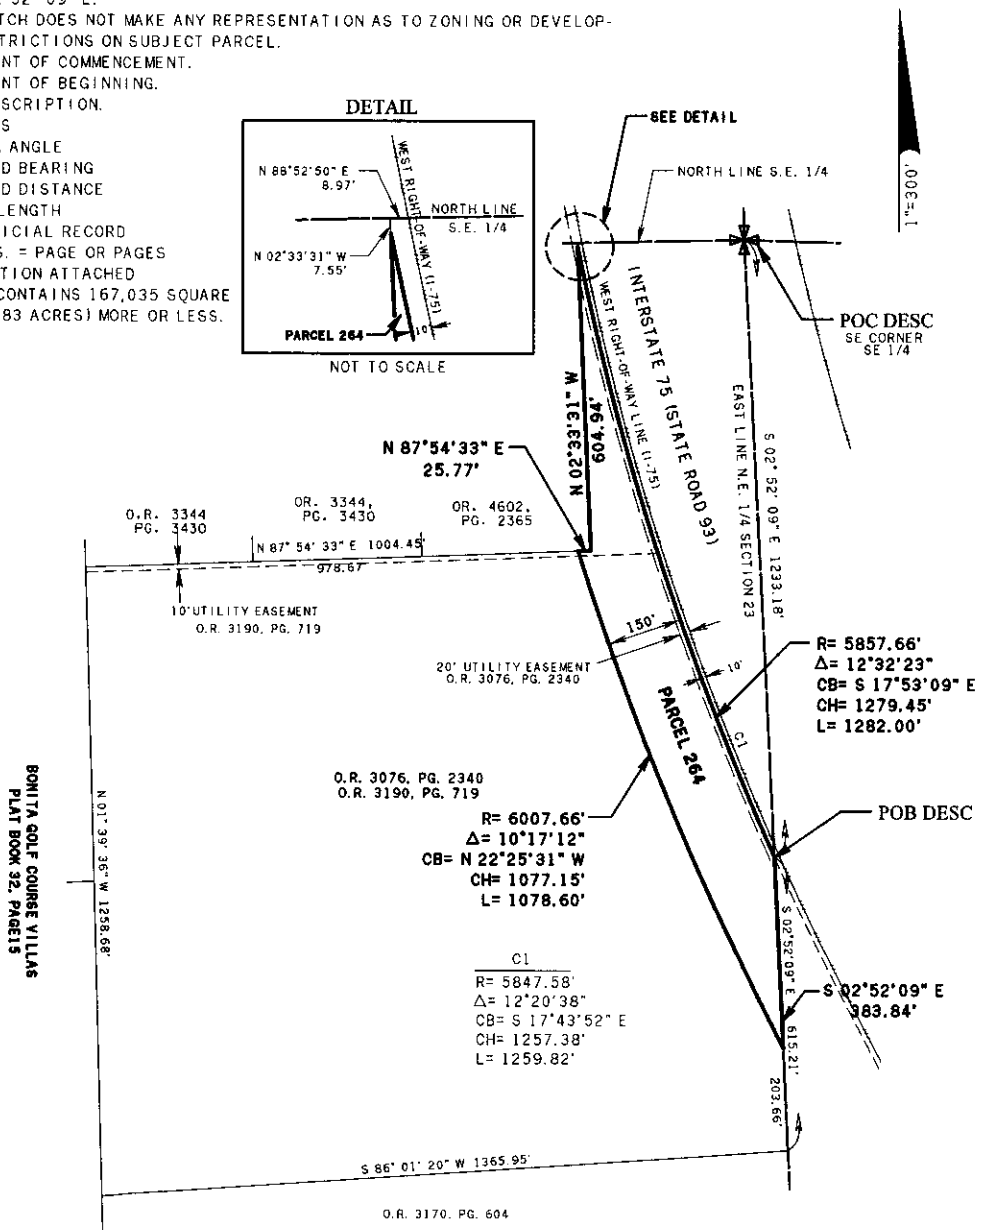 TCH DOES NOT MAKE ANY REPRESENTATION AS TO ZONING OR DEVELOP-
TRICTIONS ON SUBJECT PARCEL.
NT OF COMMENCEMENT.
NT OF BEGINNING.
SCRIPTION.
S
ANGLE
D BEARING
D DISTANCE
LENGTH
ICIAL RECORD
S. = PAGE OR PAGES
TION ATTACHED
CONTAINS 167,035 SQUARE
83 ACRES) MORE OR LESS.
DETAIL
N 88°52'50" E
8.97'
WEST RIGHT-OF-WAY (I-75)
NORTH LINE
S.E. 1/4
N 02°33'31" W
7.55'
PARCEL 264
10'
NOT TO SCALE
SEE DETAIL
NORTH LINE S.E. 1/4
1"=300'
POC DESC
SE CORNER
SE 1/4
INTERSTATE 75 (STATE ROAD 93)
WEST RIGHT-OF-WAY LINE (I-75)
EAST LINE N.E. 1/4 SECTION 23
S 02° 52' 09" E 1233.18'
604.94'
N 02°33'31" W
N 87°54'33" E
25.77'
O.R. 3344
PG. 3430
OR. 3344,
PG. 3430
OR. 4602,
PG. 2365
N 87° 54' 33" E 1004.45'
978.67'
10' UTILITY EASEMENT
O.R. 3190, PG. 719
150'
20' UTILITY EASEMENT
O.R. 3076, PG. 2340
10'
R= 5857.66'
Δ= 12°32'23"
CB= S 17°53'09" E
CH= 1279.45'
L= 1282.00'
PARCEL 264
C1
O.R. 3076, PG. 2340
O.R. 3190, PG. 719
R= 6007.66'
Δ= 10°17'12"
CB= N 22°25'31" W
CH= 1077.15'
L= 1078.60'
POB DESC
BONITA GOLF COURSE VILLAS
PLAT BOOK 32, PAGE15
N 01° 39' 36" W 1258.68'
C1
R= 5847.58'
Δ= 12°20'38"
CB= S 17°43'52" E
CH= 1257.38'
L= 1259.82'
S 02°52'09" E
615.21'
S 02°52'09" E
383.84'
203.66'
S 86° 01' 20" W 1365.95'
O.R. 3170, PG. 604